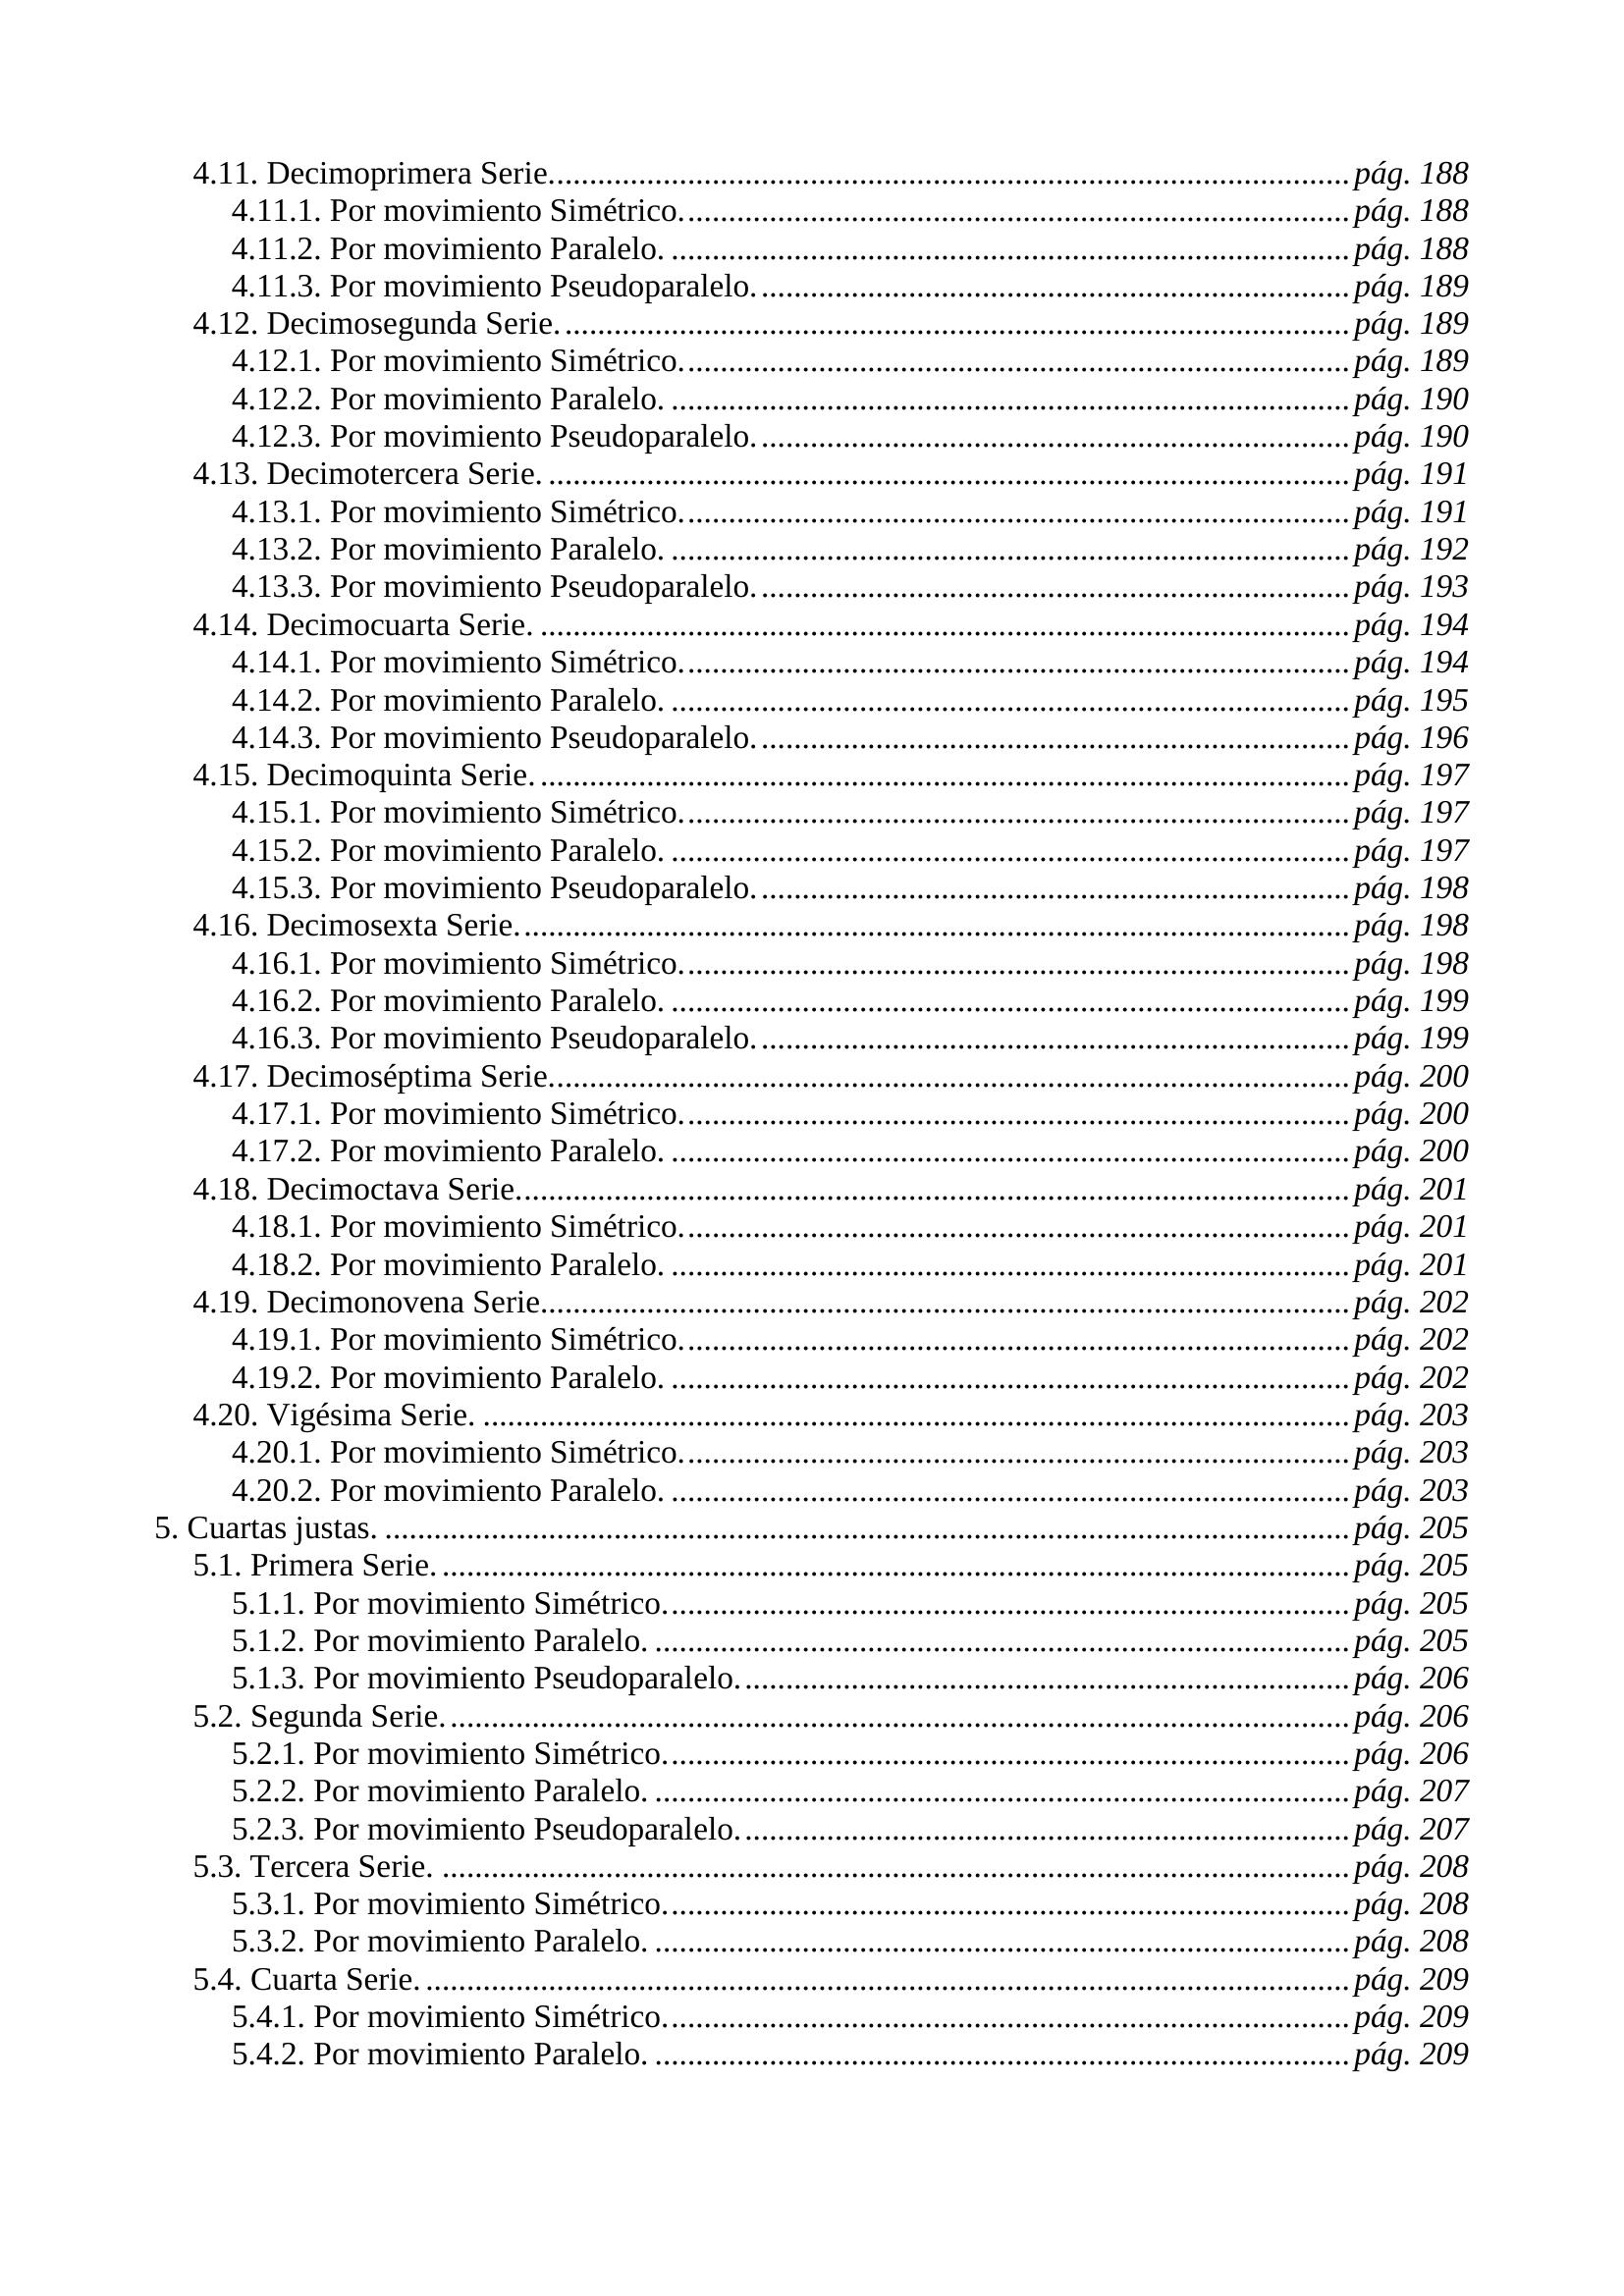 4.11. Decimoprimera Serie. pág. 188
4.11.1. Por movimiento Simétrico. pág. 188
4.11.2. Por movimiento Paralelo. pág. 188
4.11.3. Por movimiento Pseudoparalelo. pág. 189
4.12. Decimosegunda Serie. pág. 189
4.12.1. Por movimiento Simétrico. pág. 189
4.12.2. Por movimiento Paralelo. pág. 190
4.12.3. Por movimiento Pseudoparalelo. pág. 190
4.13. Decimotercera Serie. pág. 191
4.13.1. Por movimiento Simétrico. pág. 191
4.13.2. Por movimiento Paralelo. pág. 192
4.13.3. Por movimiento Pseudoparalelo. pág. 193
4.14. Decimocuarta Serie. pág. 194
4.14.1. Por movimiento Simétrico. pág. 194
4.14.2. Por movimiento Paralelo. pág. 195
4.14.3. Por movimiento Pseudoparalelo. pág. 196
4.15. Decimoquinta Serie. pág. 197
4.15.1. Por movimiento Simétrico. pág. 197
4.15.2. Por movimiento Paralelo. pág. 197
4.15.3. Por movimiento Pseudoparalelo. pág. 198
4.16. Decimosexta Serie. pág. 198
4.16.1. Por movimiento Simétrico. pág. 198
4.16.2. Por movimiento Paralelo. pág. 199
4.16.3. Por movimiento Pseudoparalelo. pág. 199
4.17. Decimoséptima Serie. pág. 200
4.17.1. Por movimiento Simétrico. pág. 200
4.17.2. Por movimiento Paralelo. pág. 200
4.18. Decimoctava Serie. pág. 201
4.18.1. Por movimiento Simétrico. pág. 201
4.18.2. Por movimiento Paralelo. pág. 201
4.19. Decimonovena Serie. pág. 202
4.19.1. Por movimiento Simétrico. pág. 202
4.19.2. Por movimiento Paralelo. pág. 202
4.20. Vigésima Serie. pág. 203
4.20.1. Por movimiento Simétrico. pág. 203
4.20.2. Por movimiento Paralelo. pág. 203
5. Cuartas justas. pág. 205
5.1. Primera Serie. pág. 205
5.1.1. Por movimiento Simétrico. pág. 205
5.1.2. Por movimiento Paralelo. pág. 205
5.1.3. Por movimiento Pseudoparalelo. pág. 206
5.2. Segunda Serie. pág. 206
5.2.1. Por movimiento Simétrico. pág. 206
5.2.2. Por movimiento Paralelo. pág. 207
5.2.3. Por movimiento Pseudoparalelo. pág. 207
5.3. Tercera Serie. pág. 208
5.3.1. Por movimiento Simétrico. pág. 208
5.3.2. Por movimiento Paralelo. pág. 208
5.4. Cuarta Serie. pág. 209
5.4.1. Por movimiento Simétrico. pág. 209
5.4.2. Por movimiento Paralelo. pág. 209